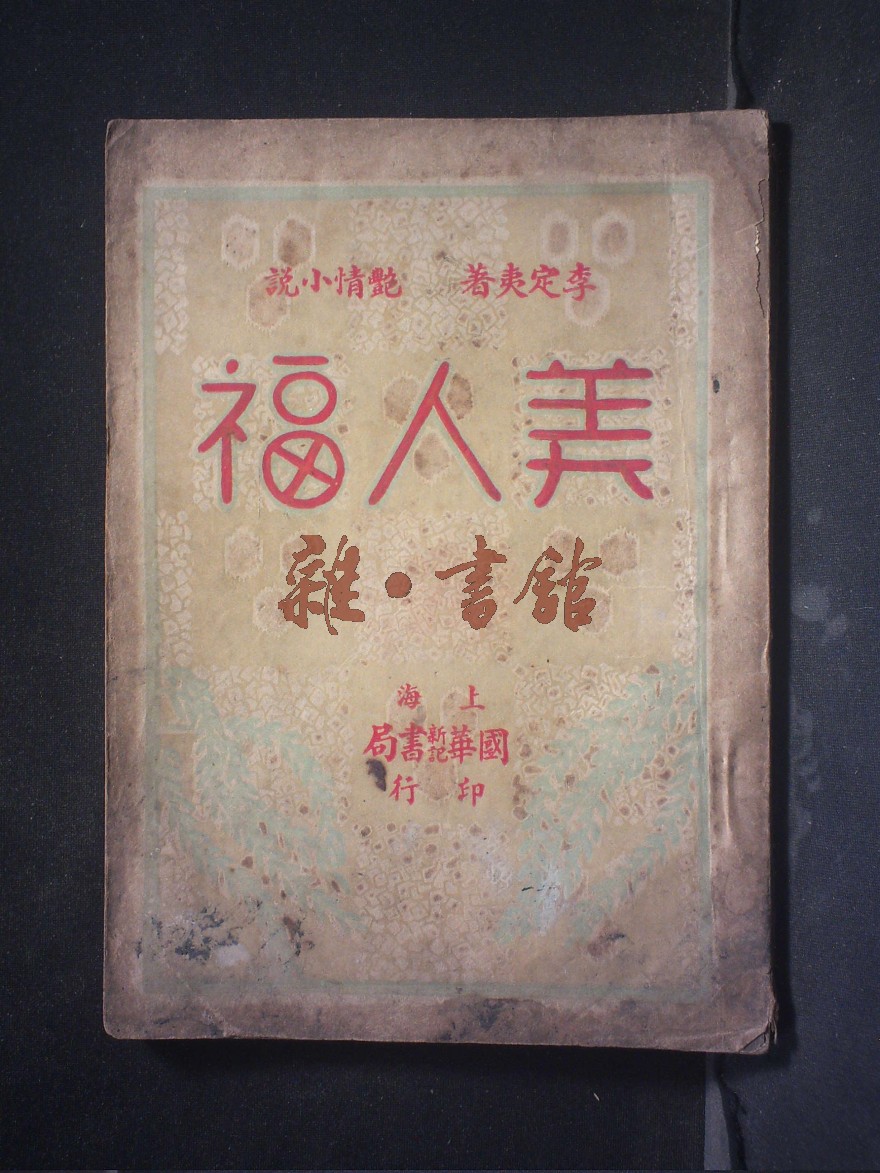 李定夷著 艷情小説
美人福
雜·書館
上海
國華新記書局
印行